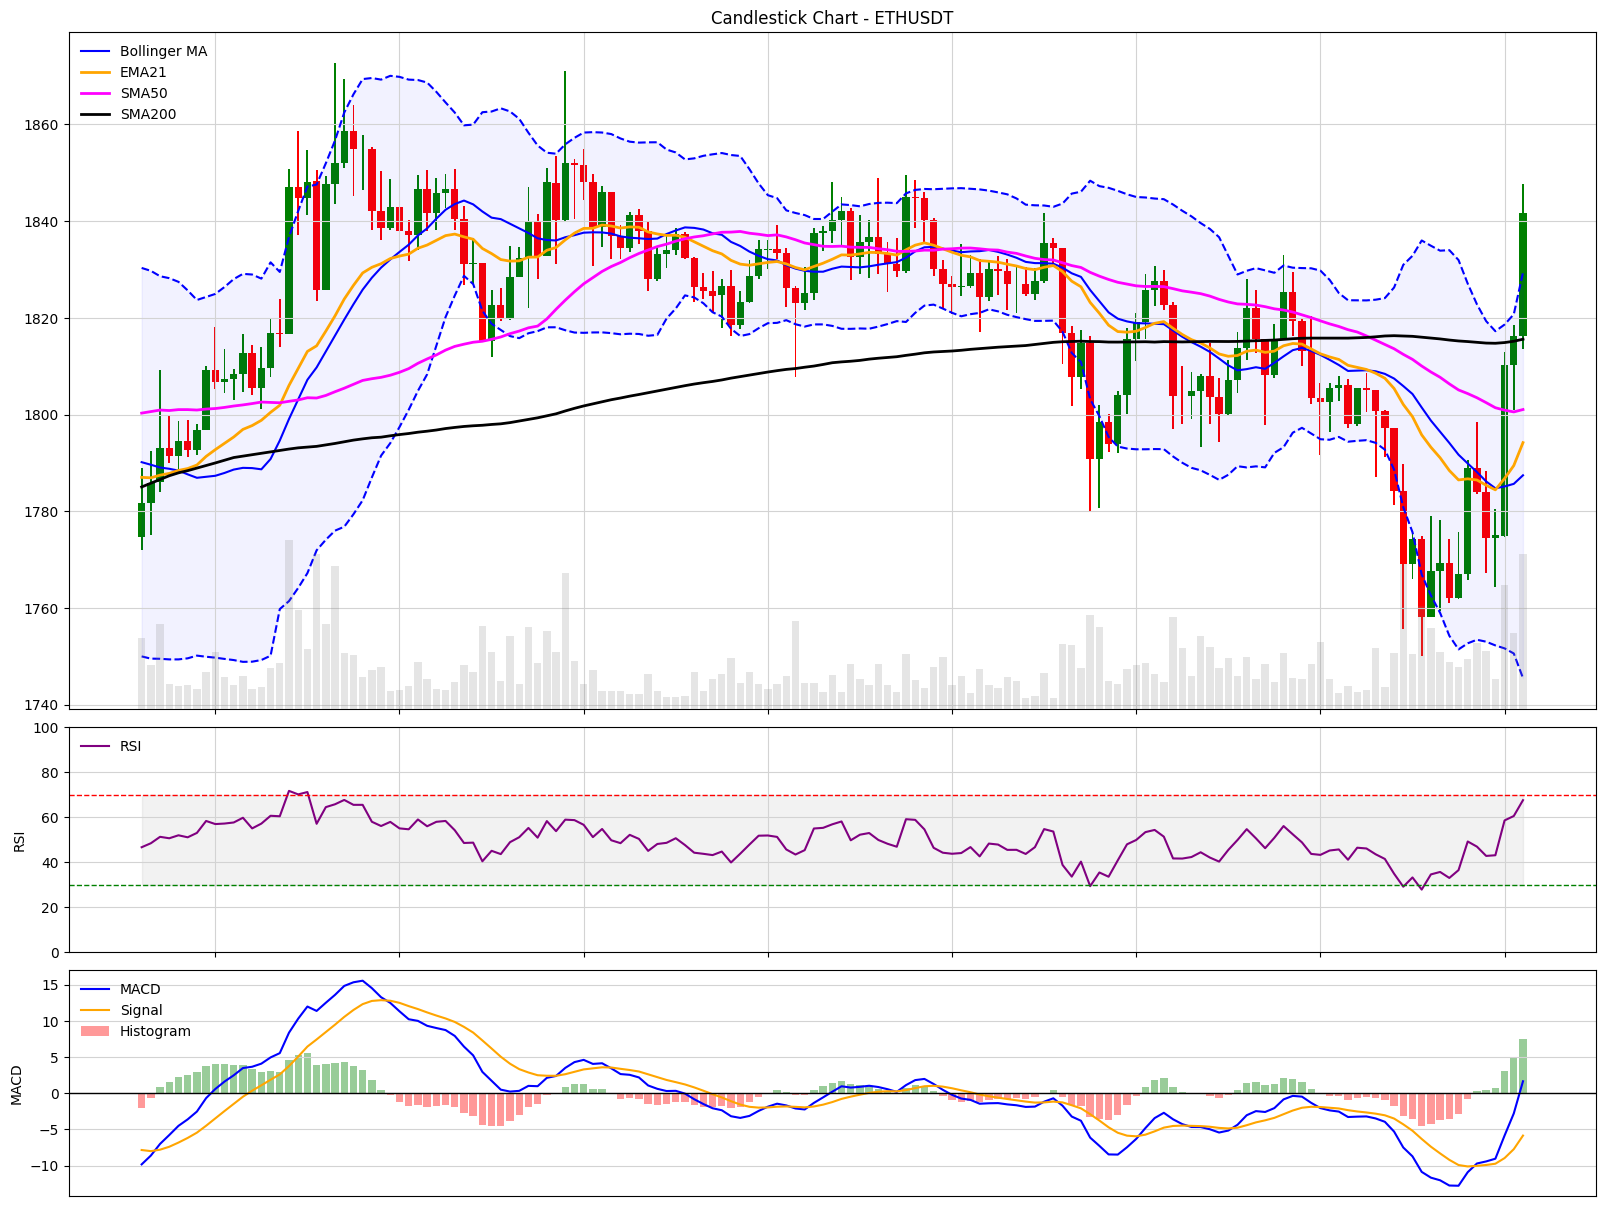 Candlestick Chart - ETHUSDT
Bollinger MA
EMA21
SMA50
SMA200
1860
1840
1820
1800
1780
1760
1740
RSI
RSI
100
80
60
40
20
0
MACD
Signal
Histogram
MACD
15
10
5
0
−5
−10